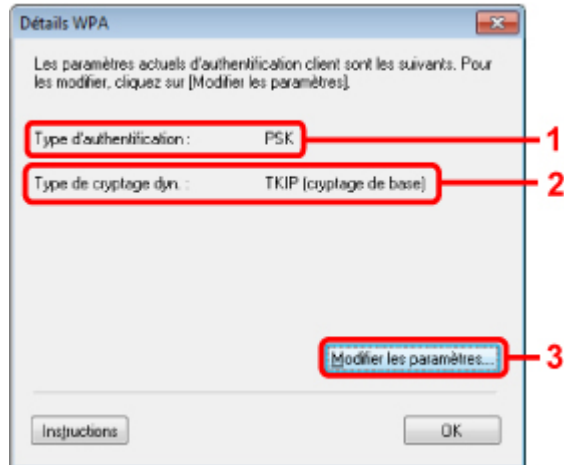 Détails WPA
Les paramètres actuels d'authentification client sont les suivants. Pour
les modifier, cliquez sur [Modifier les paramètres].
Type d'authentification : PSK 1
Type de cryptage dyn. : TKIP (cryptage de base) 2
Modifier les paramètres... 3
Instructions OK